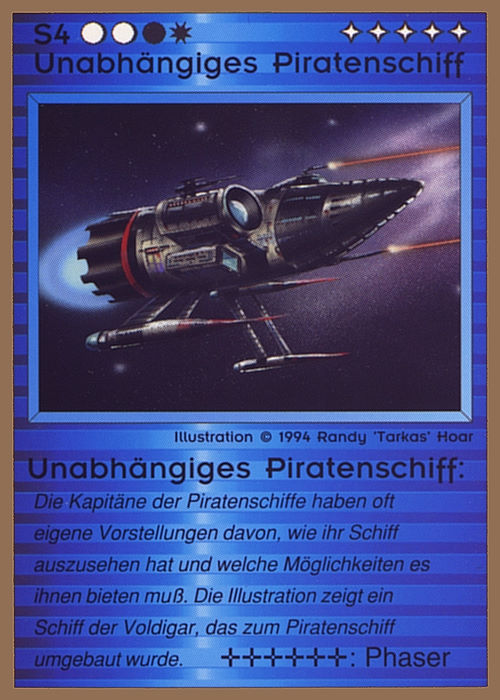 S4
Unabhängiges Piratenschiff
Illustration © 1994 Randy 'Tarkas' Hoar
Unabhängiges Piratenschiff:
Die Kapitäne der Piratenschiffe haben oft
eigene Vorstellungen davon, wie ihr Schiff
auszusehen hat und welche Möglichkeiten es
ihnen bieten muß. Die Illustration zeigt ein
Schiff der Voldigar, das zum Piratenschiff
umgebaut wurde. ✢✢✢✢✢✢: Phaser